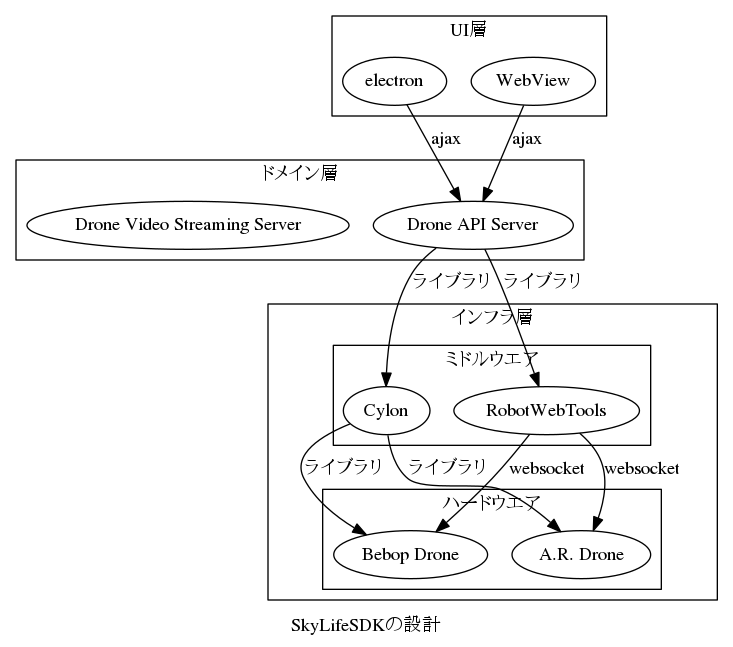 UI層
electron
WebView
ajax
ajax
ドメイン層
Drone Video Streaming Server
Drone API Server
ライブラリ
ライブラリ
インフラ層
ミドルウエア
Cylon
RobotWebTools
ライブラリ
ライブラリ
websocket
websocket
ハードウエア
Bebop Drone
A.R. Drone
SkyLifeSDKの設計